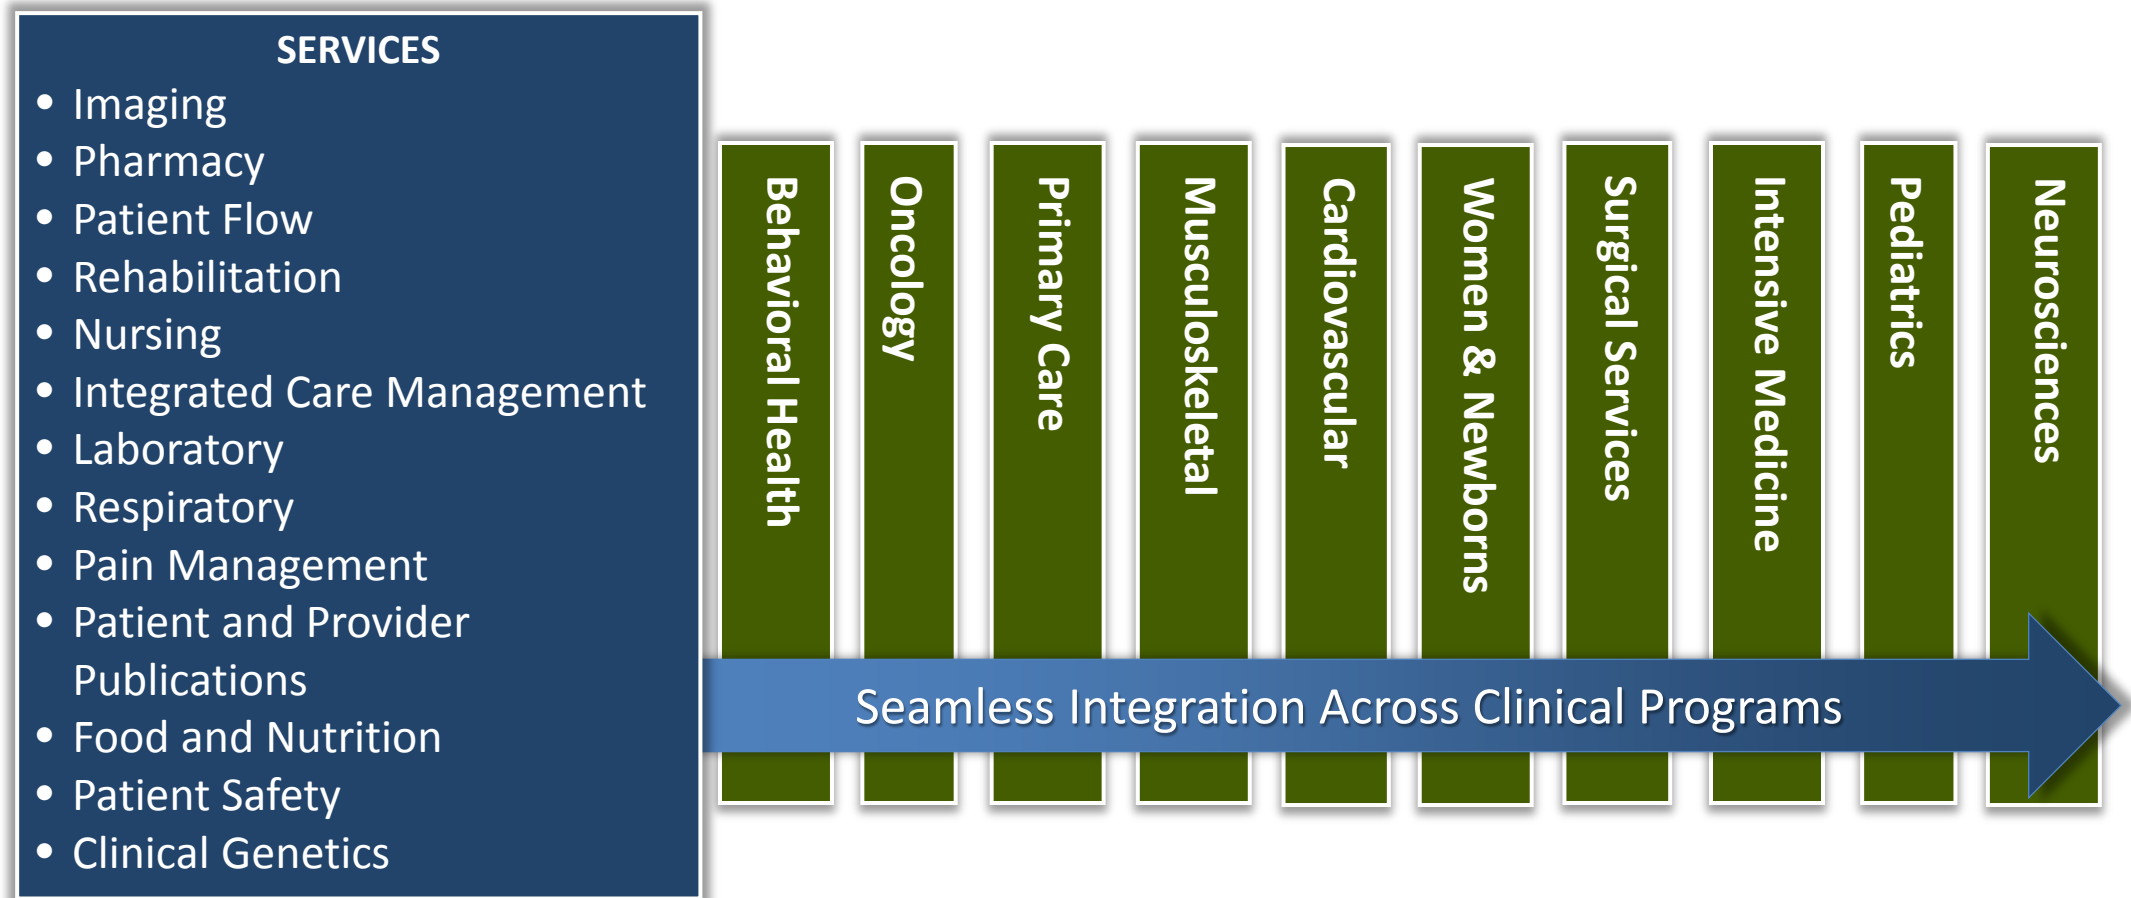 SERVICES
• Imaging
• Pharmacy
• Patient Flow
• Rehabilitation
• Nursing
• Integrated Care Management
• Laboratory
• Respiratory
• Pain Management
• Patient and Provider
Publications
• Food and Nutrition
• Patient Safety
• Clinical Genetics
Behavioral Health
Oncology
Primary Care
Musculoskeletal
Cardiovascular
Women & Newborns
Surgical Services
Intensive Medicine
Pediatrics
Neurosciences
Seamless Integration Across Clinical Programs